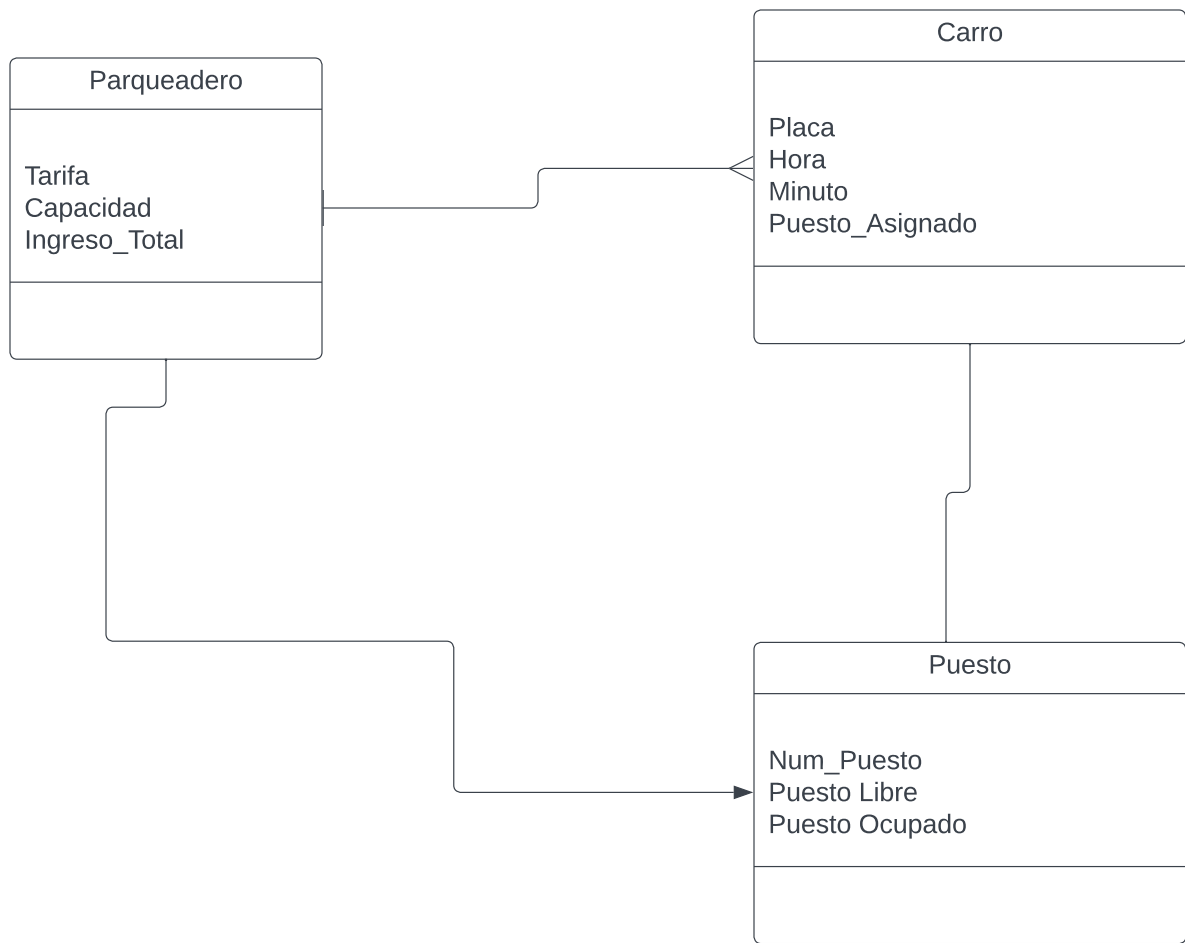 Parqueadero
Tarifa
Capacidad
Ingreso_Total
Carro
Placa
Hora
Minuto
Puesto_Asignado
Puesto
Num_Puesto
Puesto Libre
Puesto Ocupado